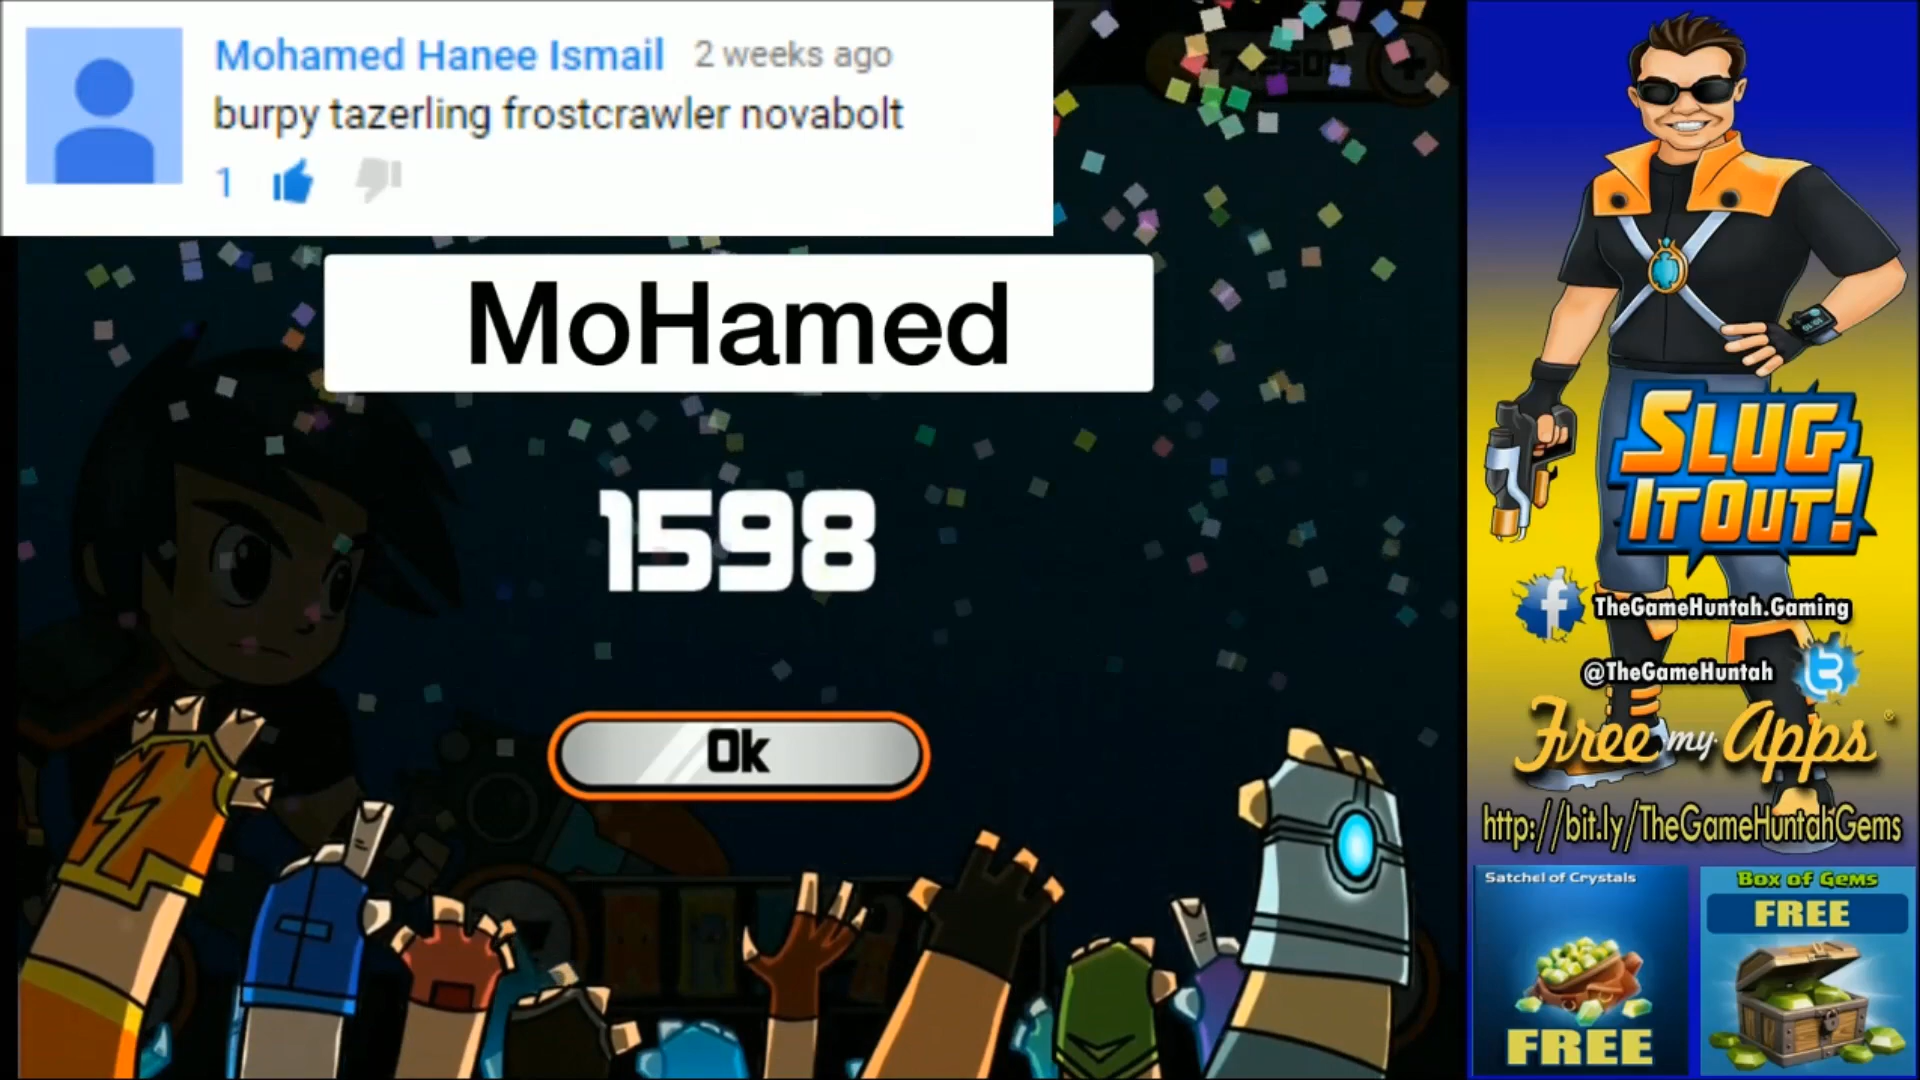 Mohamed Hanee Ismail 2 weeks ago
burpy tazerling frostcrawler novabolt
1
MoHamed
1598
Ok
SLUG
IT OUT!
TheGameHuntah.Gaming
@TheGameHuntah
Free my Apps
http://bit.ly/TheGameHuntahGems
Satchel of Crystals
FREE
Box of Gems
FREE